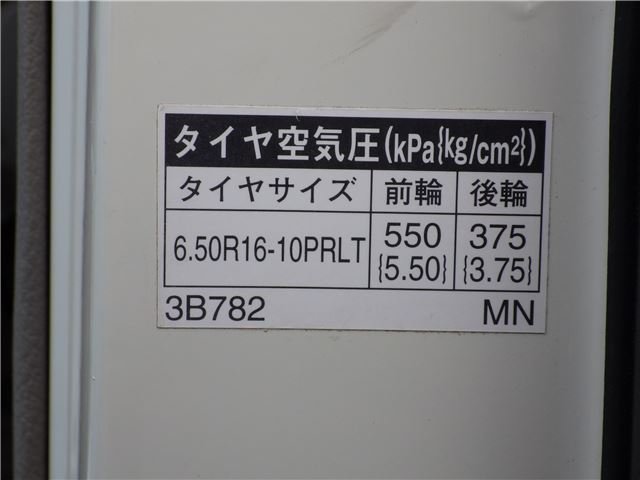 タイヤ空気圧(kPa{kg/cm²})
タイヤサイズ 前輪 後輪
6.50R16-10PRLT 550 375
{5.50} {3.75}
3B782 MN